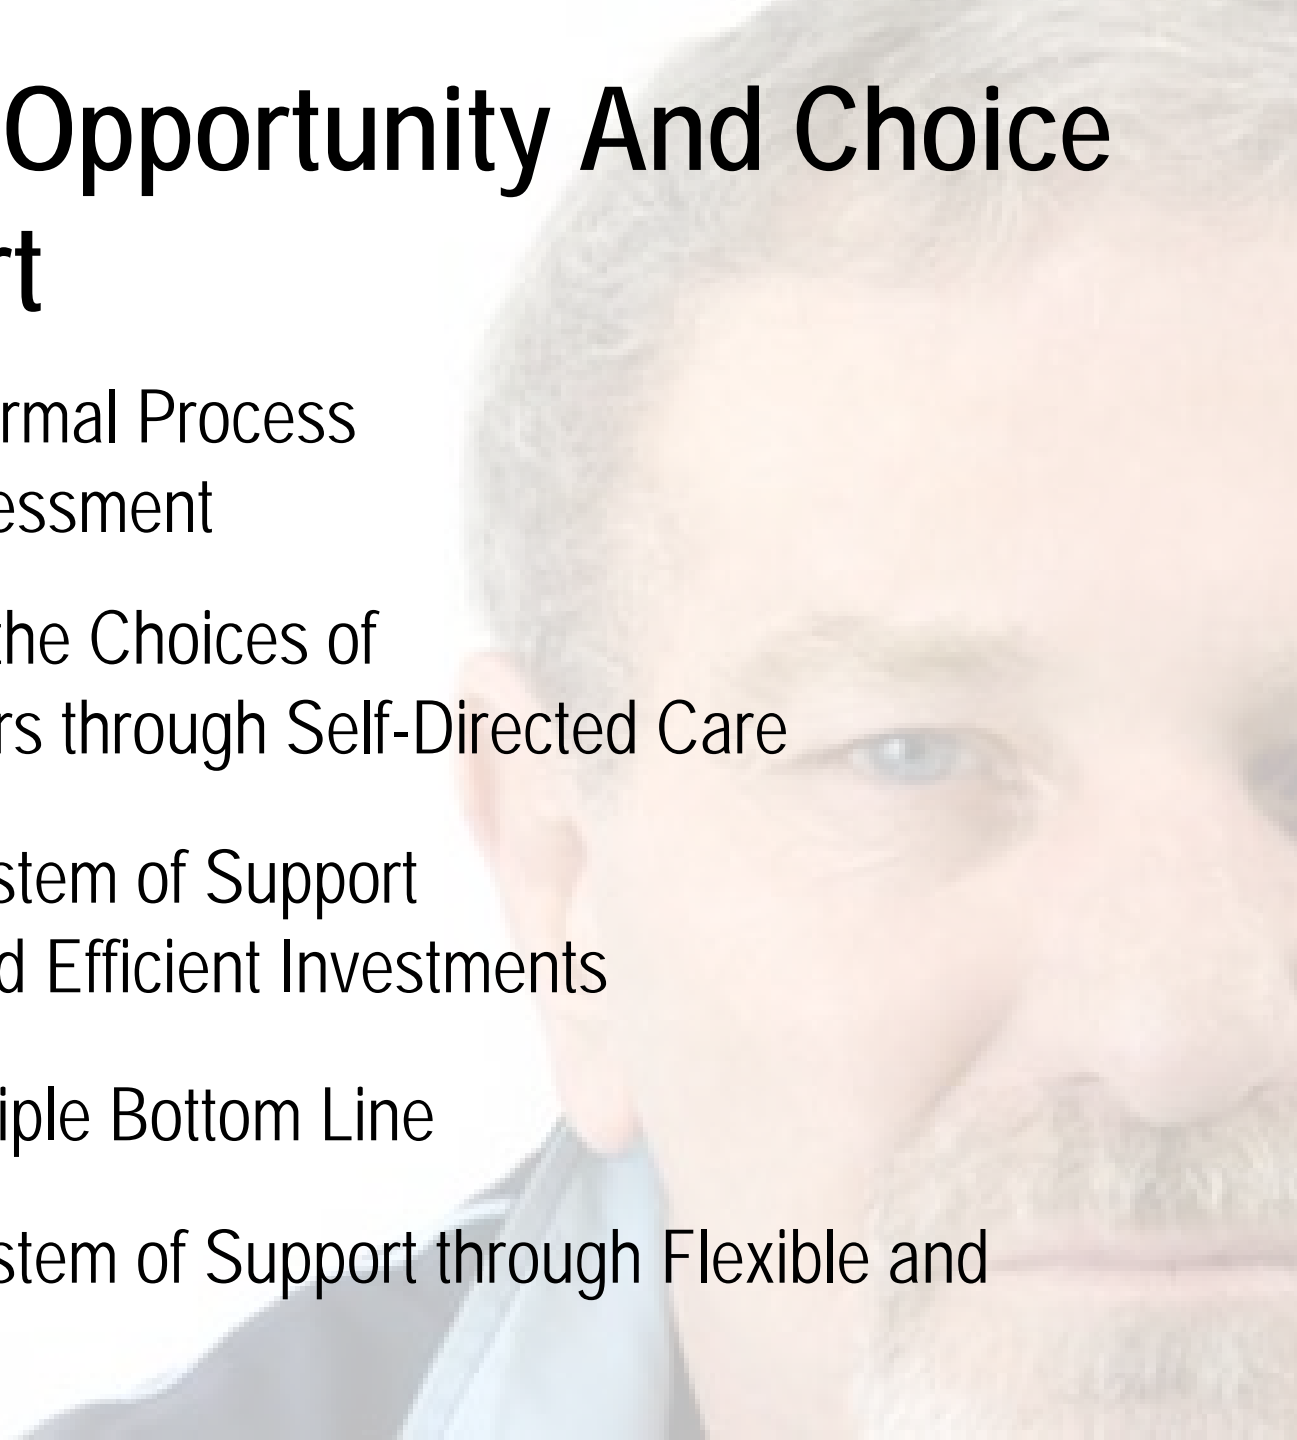 Opportunity And Choice
rt
rmal Process
essment
the Choices of
rs through Self-Directed Care
stem of Support
d Efficient Investments
iple Bottom Line
stem of Support through Flexible and